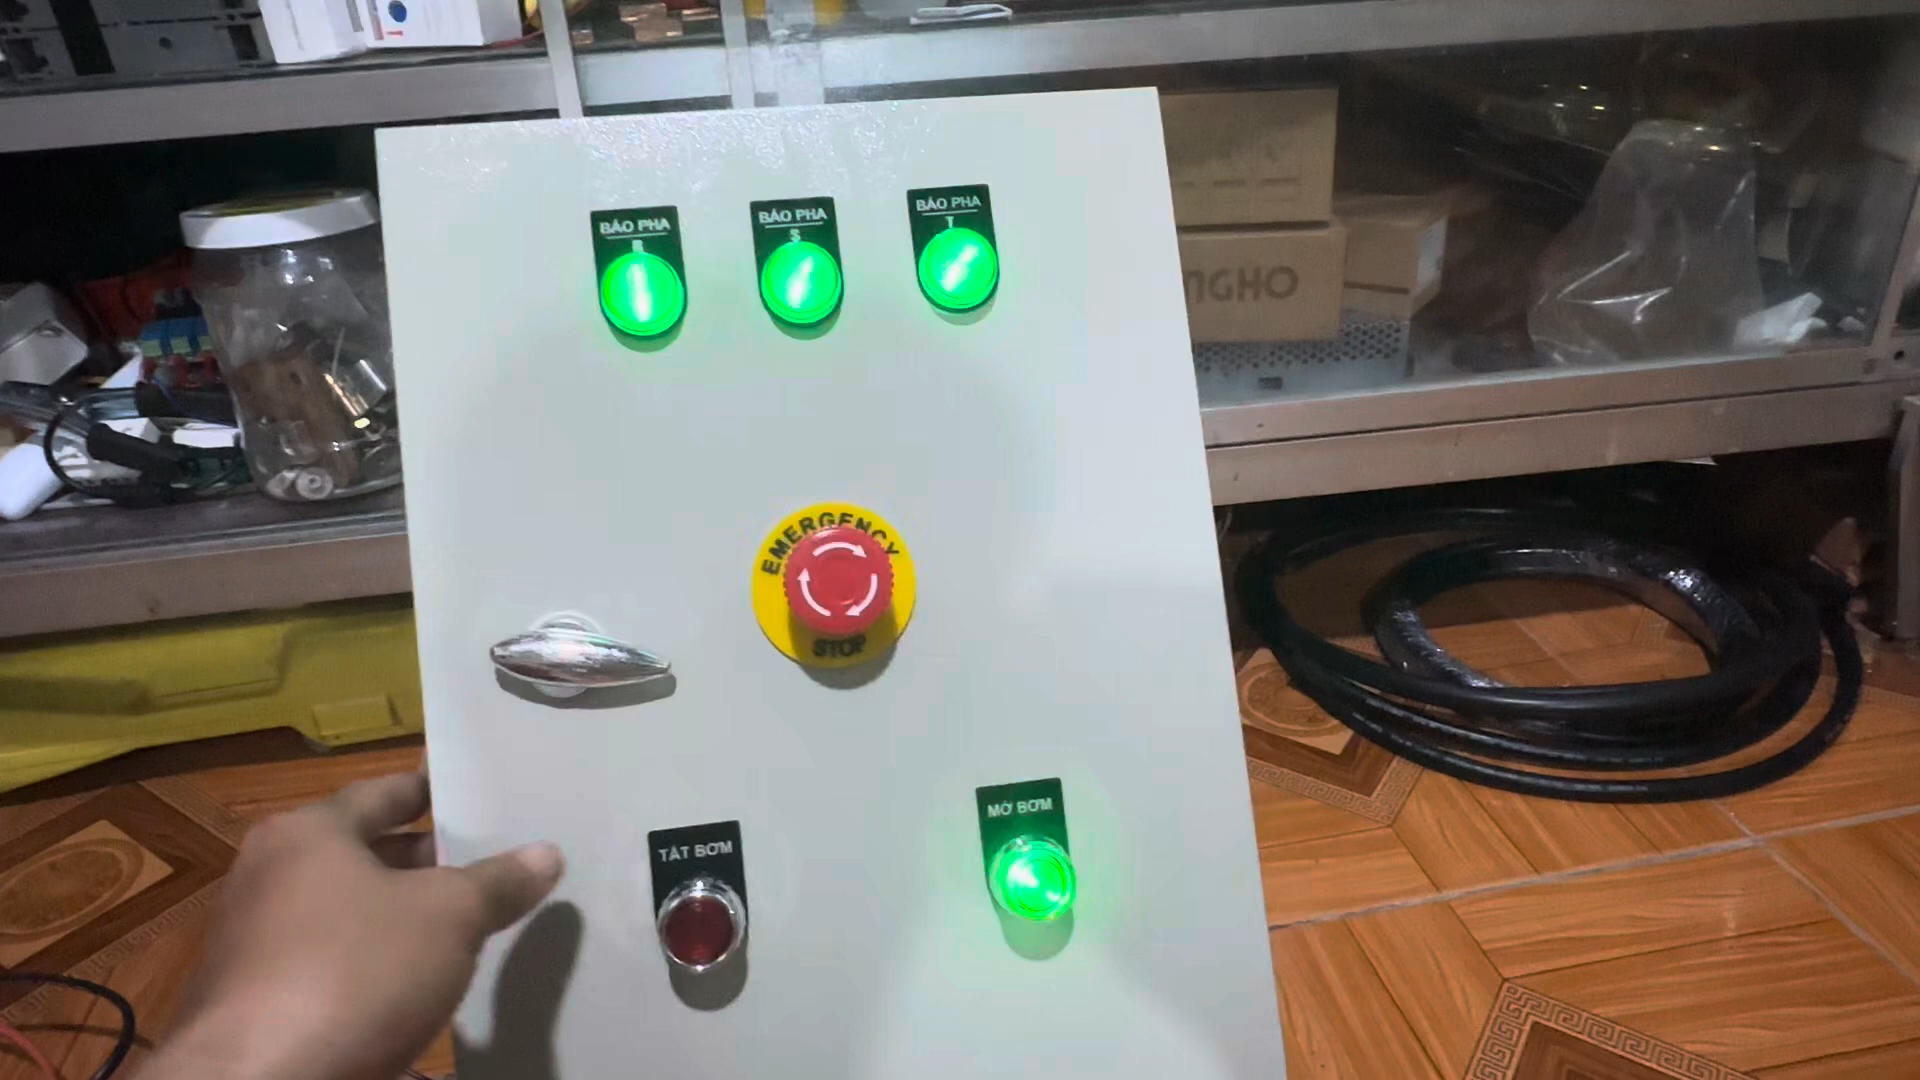 BÁO PHA
R
BÁO PHA
S
BÁO PHA
T
NGHO
EMERGENCY
STOP
TẮT BƠM
MỞ BƠM